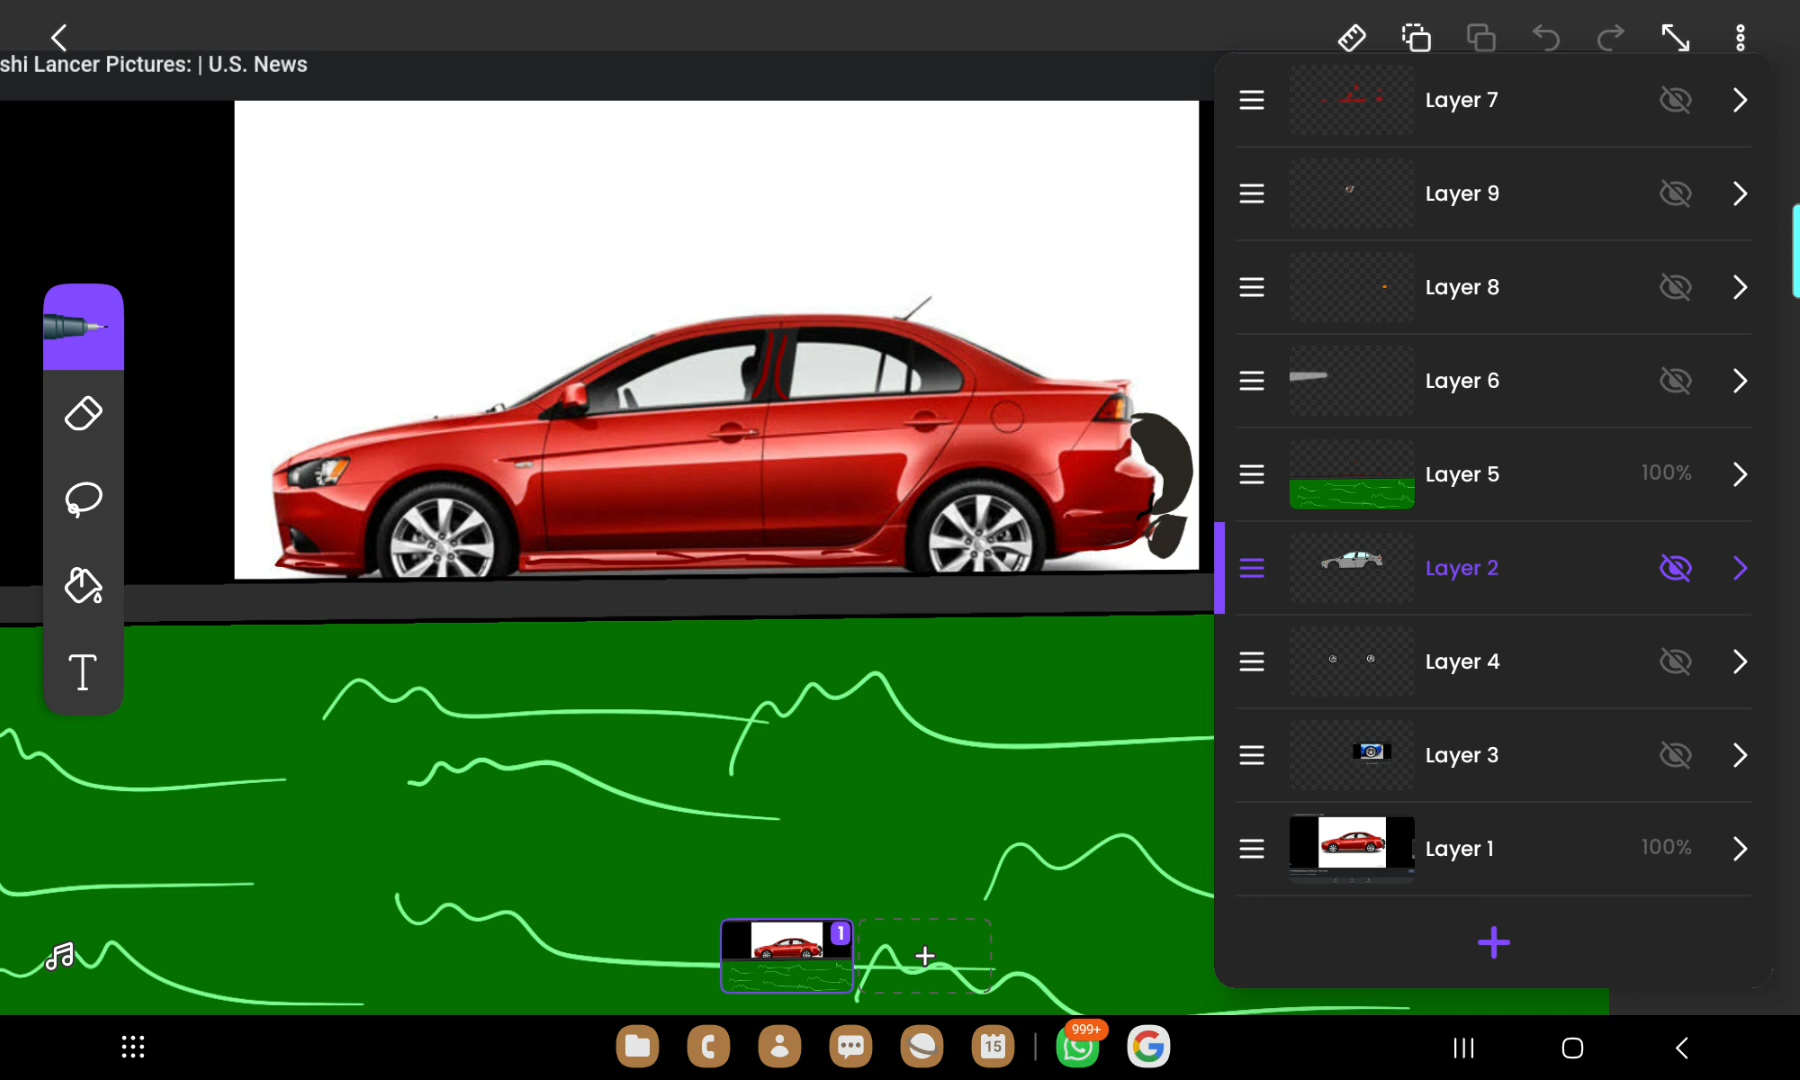 shi Lancer Pictures: | U.S. News
Layer 7
Layer 9
Layer 8
Layer 6
Layer 5 100%
Layer 2
Layer 4
Layer 3
Layer 1 100%
T
1
15
999+